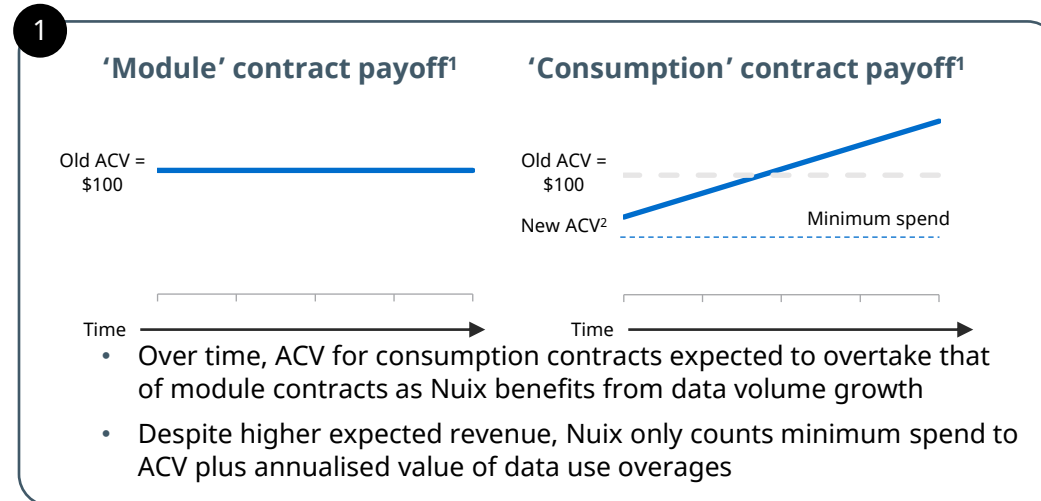 1
‘Module’ contract payoff¹
‘Consumption’ contract payoff¹
Old ACV =
$100
Time
Old ACV =
$100
New ACV²
Minimum spend
Time
• Over time, ACV for consumption contracts expected to overtake that
of module contracts as Nuix benefits from data volume growth
• Despite higher expected revenue, Nuix only counts minimum spend to
ACV plus annualised value of data use overages